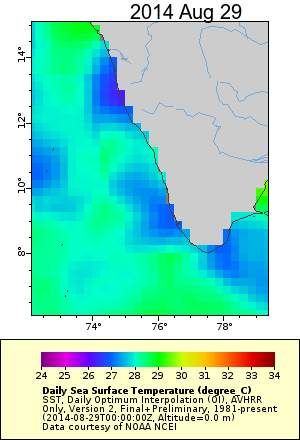 2014 Aug 29
14°
12°
10°
8°
74° 76° 78°
24 25 26 27 28 29 30 31 32 33 34
Daily Sea Surface Temperature (degree_C)
SST, Daily Optimum Interpolation (OI), AVHRR
Only, Version 2, Final+Preliminary, 1981-present
(2014-08-29T00:00:00Z, Altitude=0.0 m)
Data courtesy of NOAA NCEI